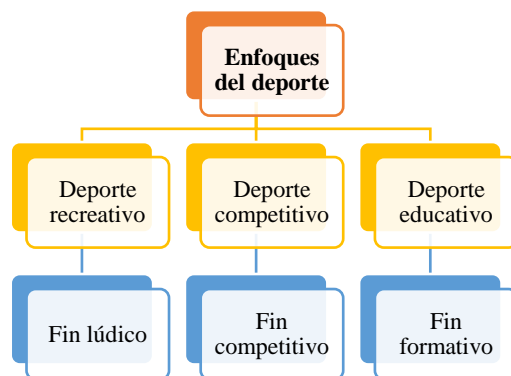 Enfoques
del deporte
Deporte
recreativo
Deporte
competitivo
Deporte
educativo
Fin lúdico
Fin
competitivo
Fin
formativo